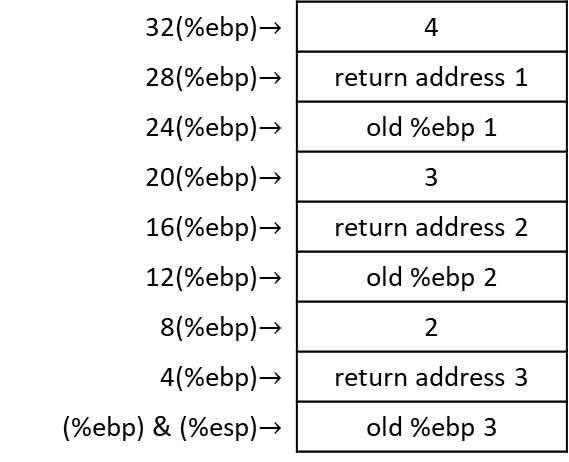 32(%ebp)→ 4
28(%ebp)→ return address 1
24(%ebp)→ old %ebp 1
20(%ebp)→ 3
16(%ebp)→ return address 2
12(%ebp)→ old %ebp 2
8(%ebp)→ 2
4(%ebp)→ return address 3
(%ebp) & (%esp)→ old %ebp 3